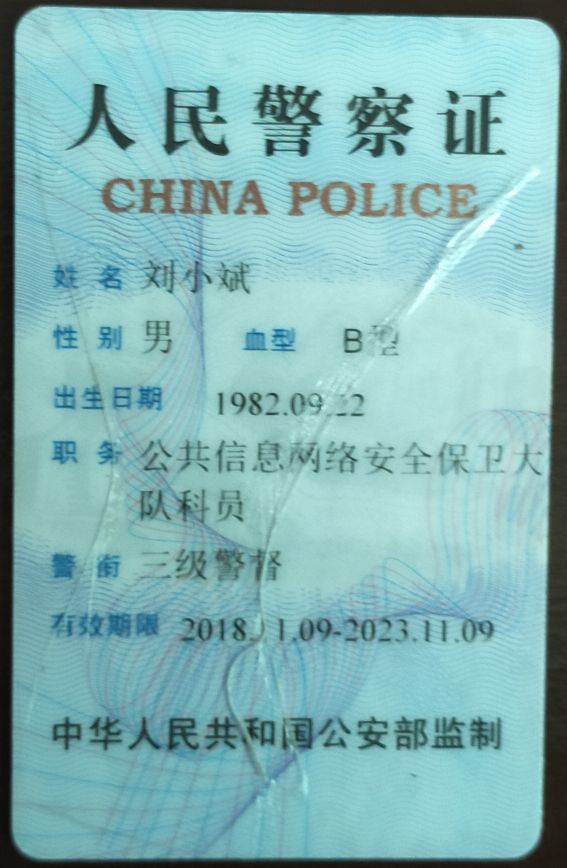 人民警察证
CHINA POLICE
姓名 刘小斌
性别 男 血型 B型
出生日期 1982.09.22
职务 公共信息网络安全保卫大
队科员
警衔 三级警督
有效期限 2018.11.09-2023.11.09
中华人民共和国公安部监制